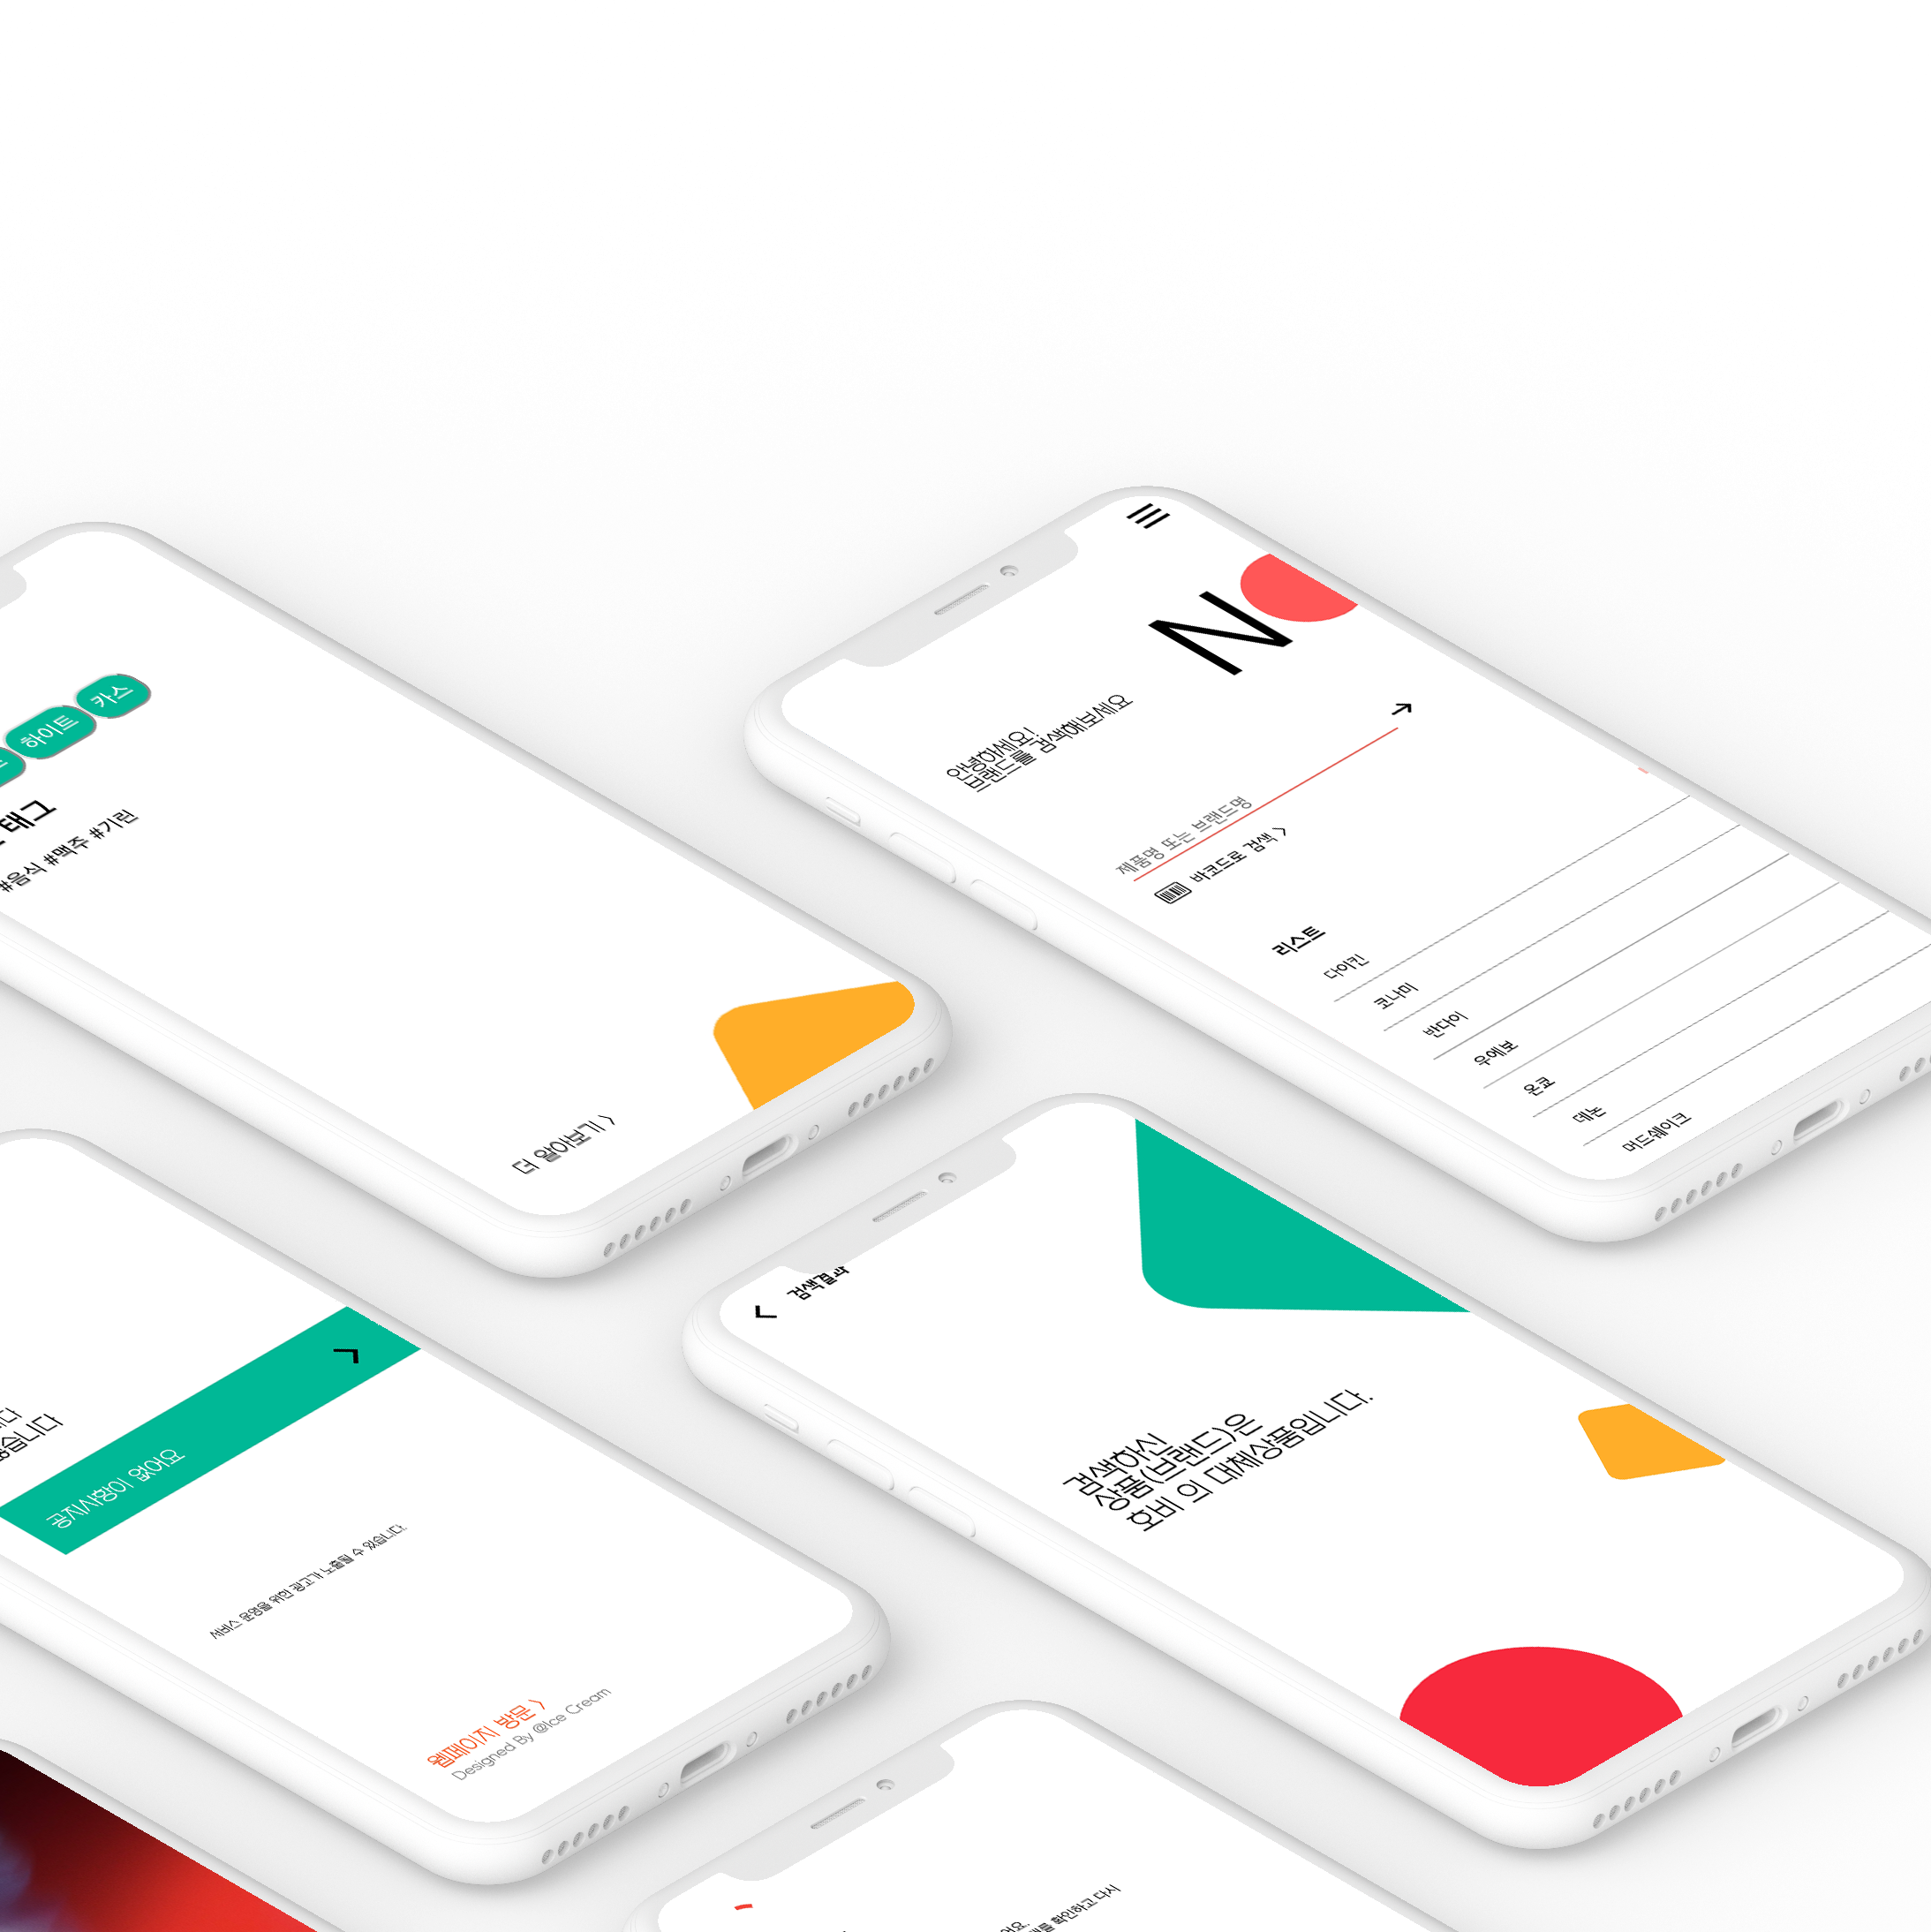 카스
하이트
태그
#음식 #맥주 #기린
더 알아보기 >
N
안녕하세요!
브랜드를 검색해보세요
제품명 또는 브랜드명
바코드로 검색 >
리스트
다이킨
코나미
반다이
우에보
온쿄
데논
머드쉐이크
공지사항이 없어요
서비스 운영을 위한 광고가 노출될 수 있습니다.
웹페이지 방문 >
Designed By @Ice Cream
검색결과
검색하신
상품(브랜드)은
호비 의 대체상품입니다.
확인하고 다시